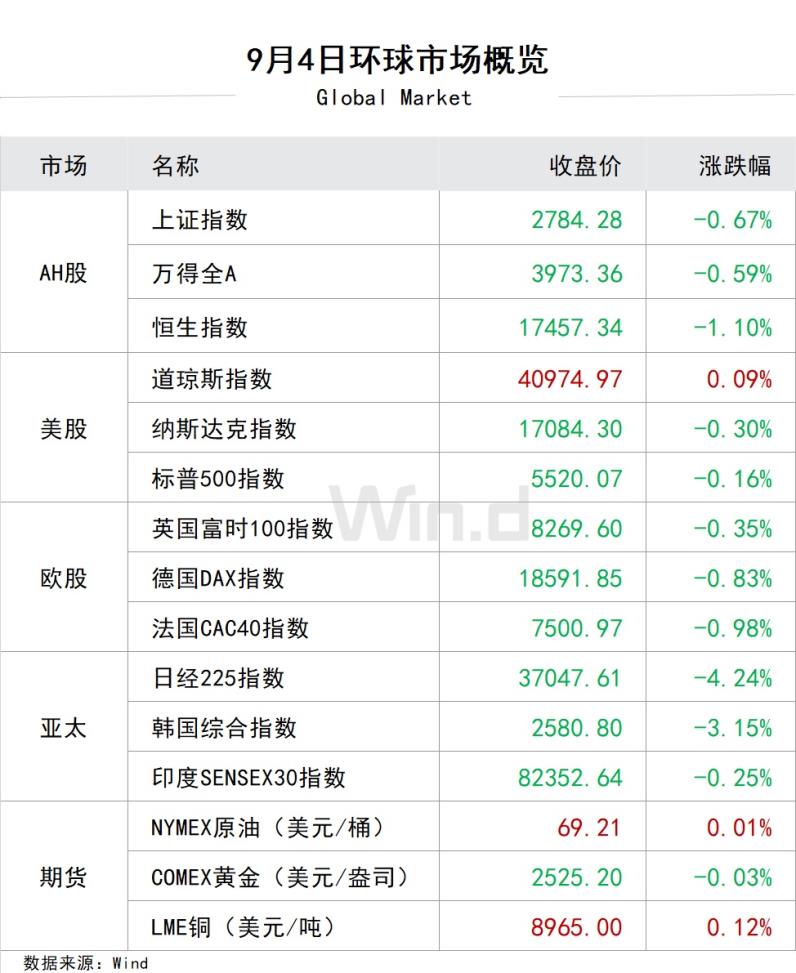 9月4日环球市场概览
Global Market
市场 名称 收盘价 涨跌幅
AH股
上证指数 2784.28 -0.67%
万得全A 3973.36 -0.59%
恒生指数 17457.34 -1.10%
美股
道琼斯指数 40974.97 0.09%
纳斯达克指数 17084.30 -0.30%
标普500指数 5520.07 -0.16%
欧股
英国富时100指数 8269.60 -0.35%
德国DAX指数 18591.85 -0.83%
法国CAC40指数 7500.97 -0.98%
亚太
日经225指数 37047.61 -4.24%
韩国综合指数 2580.80 -3.15%
印度SENSEX30指数 82352.64 -0.25%
期货
NYMEX原油（美元/桶） 69.21 0.01%
COMEX黄金（美元/盎司） 2525.20 -0.03%
LME铜（美元/吨） 8965.00 0.12%
Win.d
数据来源：Wind